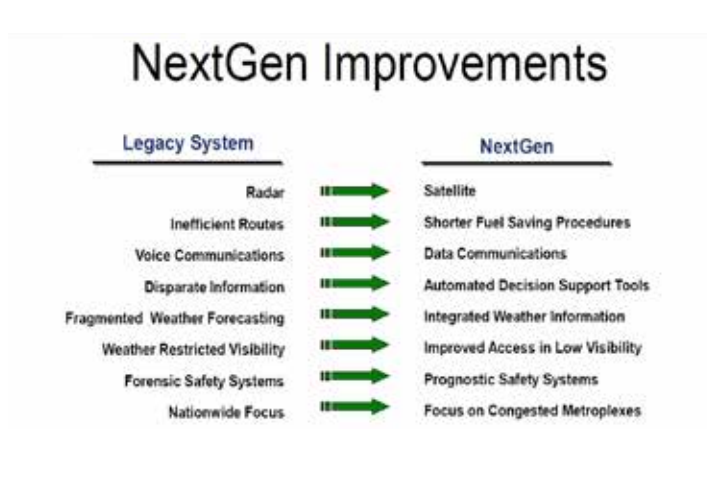 NextGen Improvements
Legacy System NextGen
Radar Satellite
Inefficient Routes Shorter Fuel Saving Procedures
Voice Communications Data Communications
Disparate Information Automated Decision Support Tools
Fragmented Weather Forecasting Integrated Weather Information
Weather Restricted Visibility Improved Access in Low Visibility
Forensic Safety Systems Prognostic Safety Systems
Nationwide Focus Focus on Congested Metroplexes